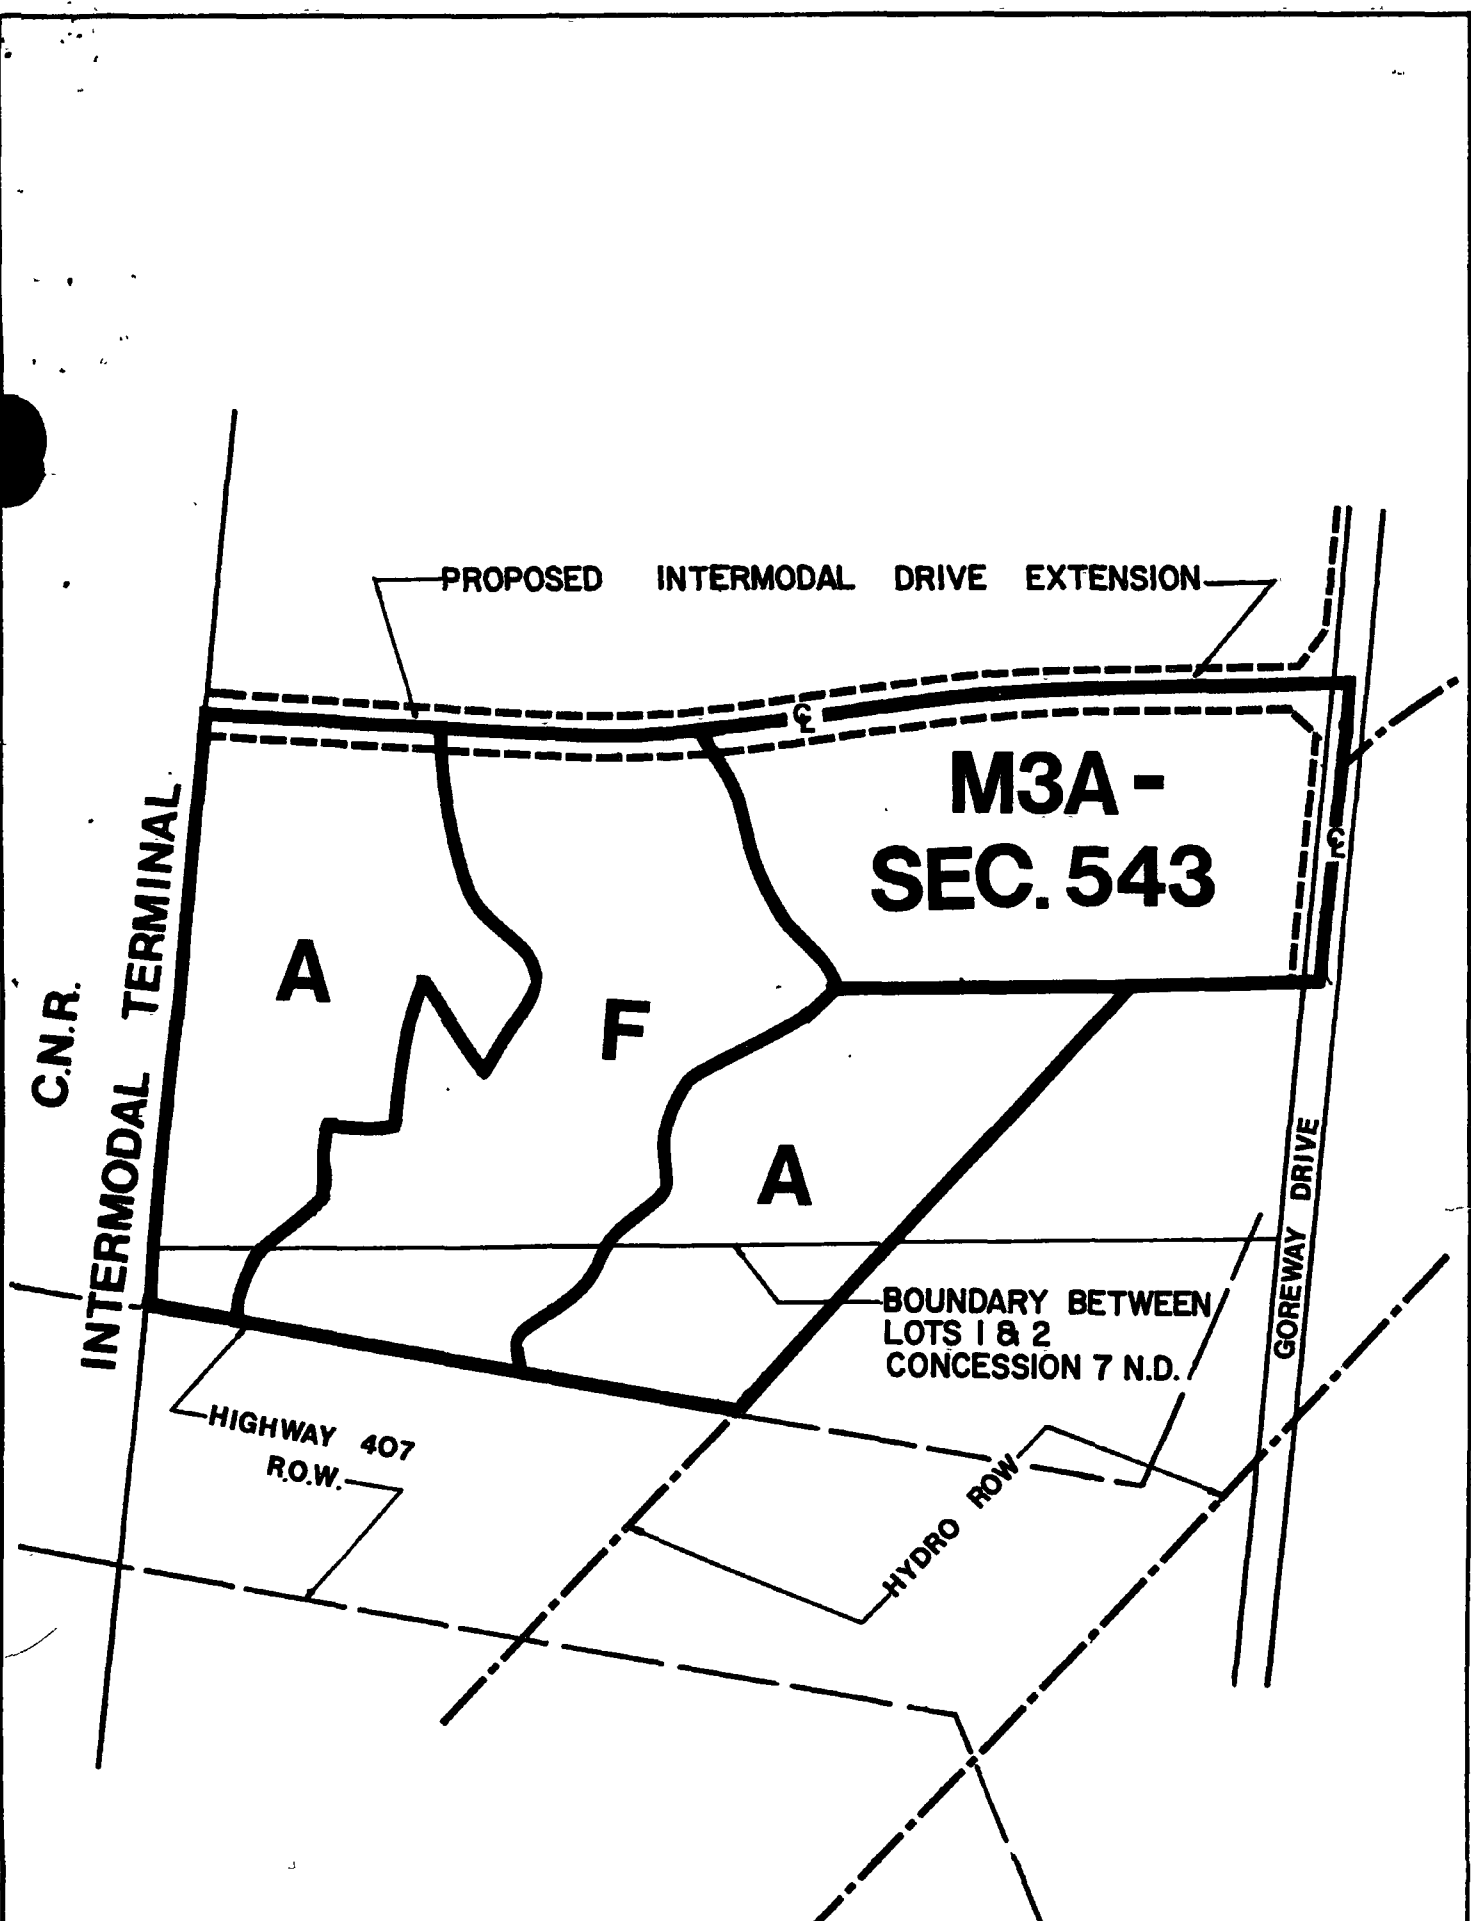 PROPOSED INTERMODAL DRIVE EXTENSION
℄
M3A -
SEC. 543
℄
A
F
A
C.N.R.
INTERMODAL TERMINAL
GOREWAY DRIVE
BOUNDARY BETWEEN
LOTS 1 & 2
CONCESSION 7 N.D.
HIGHWAY 407
R.O.W.
HYDRO ROW